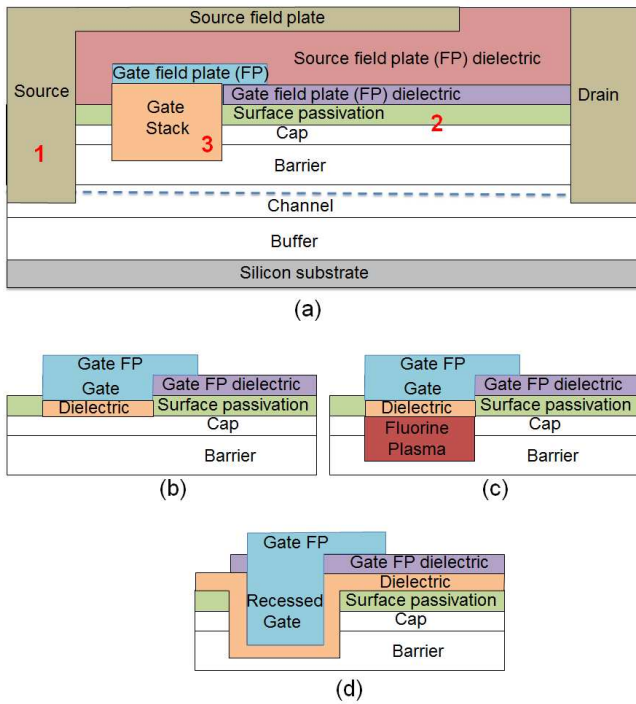 Source field plate
Source field plate (FP) dielectric
Gate field plate (FP)
Source
Gate field plate (FP) dielectric
Drain
Gate
Stack
Surface passivation
2
Cap
1
3
Barrier
Channel
Buffer
Silicon substrate
(a)
Gate FP
Gate
Gate FP dielectric
Dielectric
Surface passivation
Cap
Barrier
(b)
Gate FP
Gate
Gate FP dielectric
Dielectric
Surface passivation
Fluorine
Plasma
Cap
Barrier
(c)
Gate FP
Gate FP dielectric
Dielectric
Recessed
Gate
Surface passivation
Cap
Barrier
(d)